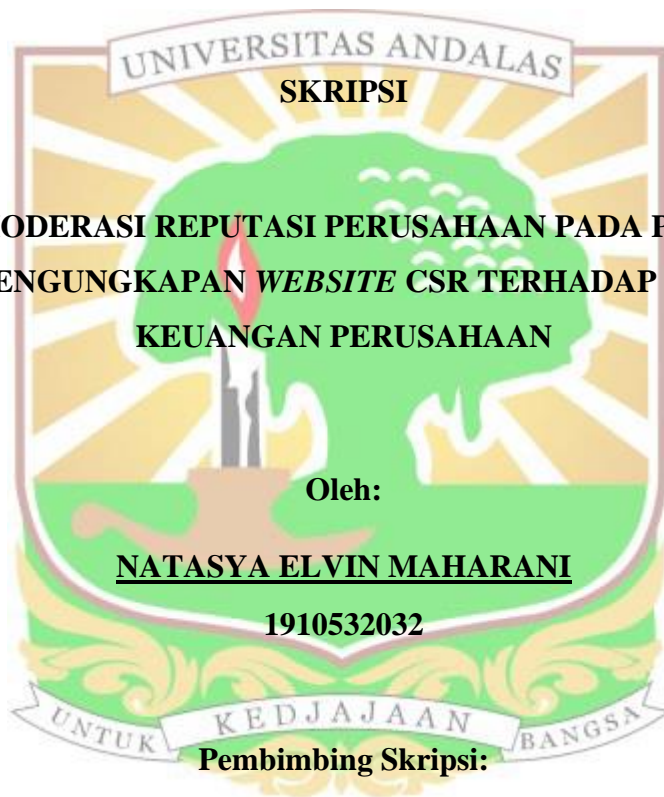 UNIVERSITAS ANDALAS
SKRIPSI
ODERASI REPUTASI PERUSAHAAN PADA P
ENGUNGKAPAN WEBSITE CSR TERHADAP
KEUANGAN PERUSAHAAN
Oleh:
NATASYA ELVIN MAHARANI
1910532032
UNTUK KEDJAJAAN BANGSA
Pembimbing Skripsi: